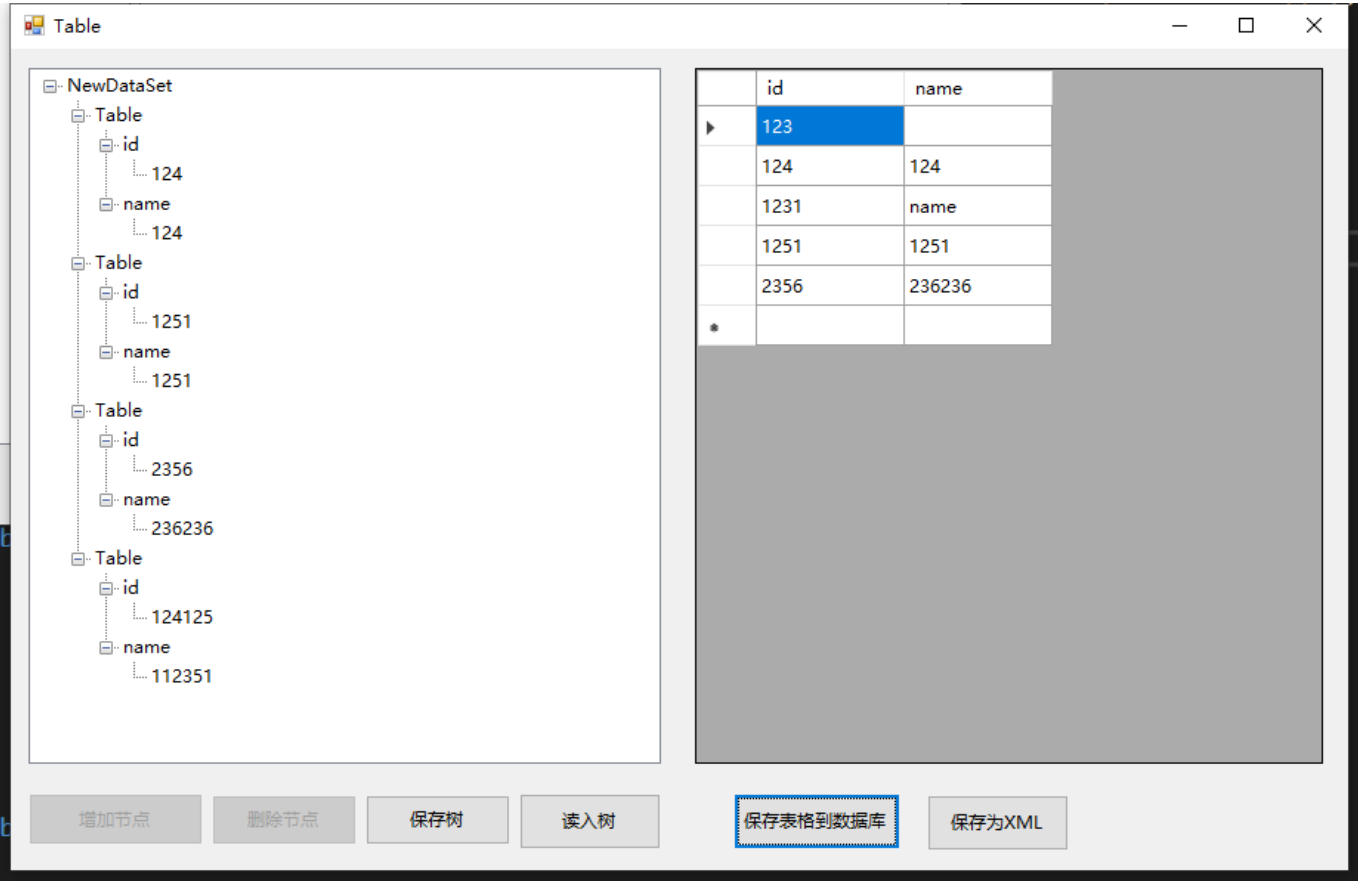 Table
NewDataSet
Table
id
124
name
124
Table
id
1251
name
1251
Table
id
2356
name
236236
Table
id
124125
name
112351
id name
123
124 124
1231 name
1251 1251
2356 236236
增加节点 删除节点 保存树 读入树 保存表格到数据库 保存为XML